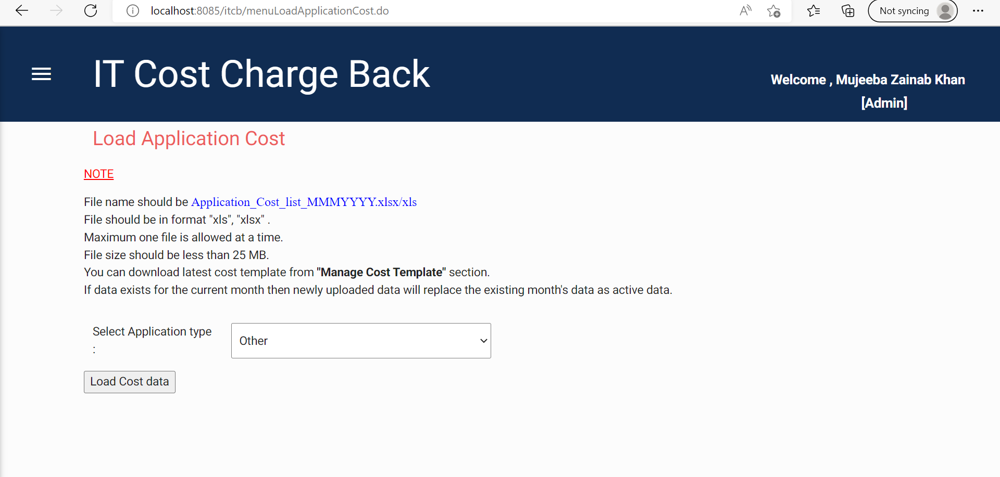 localhost:8085/itcb/menuLoadApplicationCost.do
Not syncing
IT Cost Charge Back
Welcome , Mujeeba Zainab Khan
[Admin]
Load Application Cost
NOTE
File name should be Application_Cost_list_MMMYYYY.xlsx/xls
File should be in format "xls", "xlsx" .
Maximum one file is allowed at a time.
File size should be less than 25 MB.
You can download latest cost template from "Manage Cost Template" section.
If data exists for the current month then newly uploaded data will replace the existing month's data as active data.
Select Application type
:
Other
Load Cost data